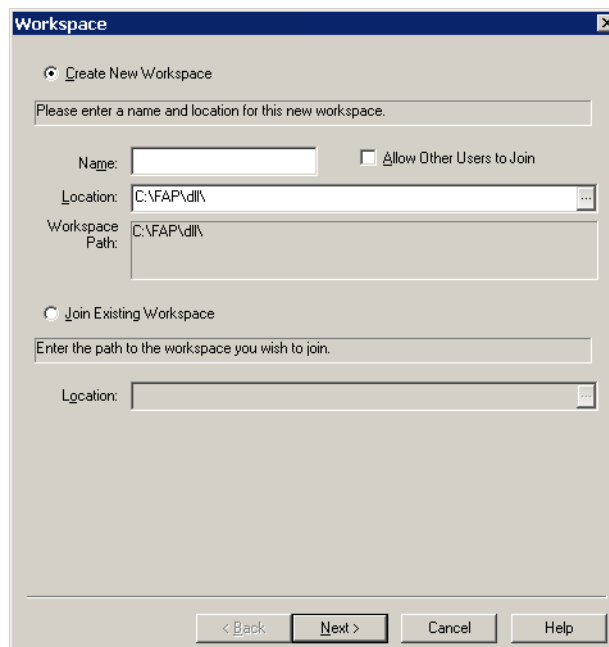 Workspace
Create New Workspace
Please enter a name and location for this new workspace.
Name:
Allow Other Users to Join
Location: C:\FAP\dll\ ...
Workspace Path: C:\FAP\dll\
Join Existing Workspace
Enter the path to the workspace you wish to join.
Location: ...
< Back Next > Cancel Help